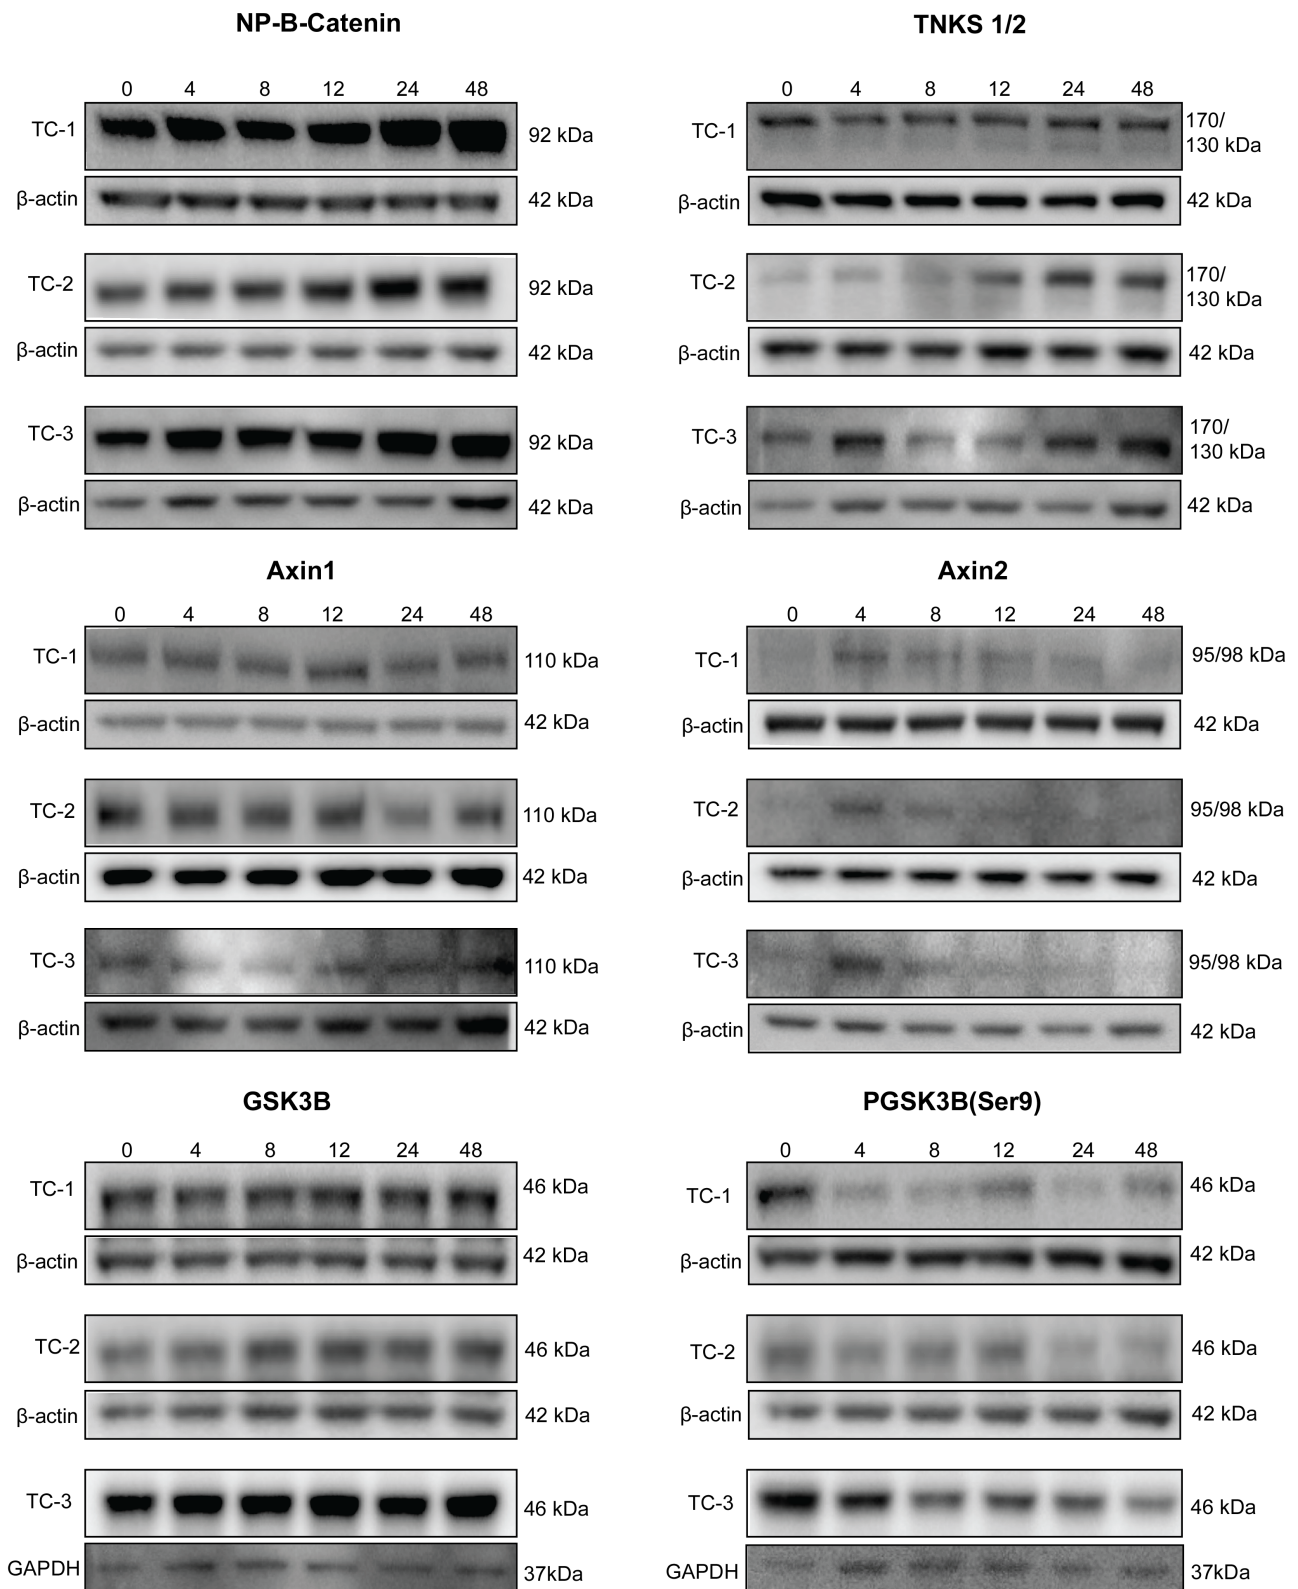 NP-B-Catenin
0 4 8 12 24 48
TC-1 92 kDa
β-actin 42 kDa
TC-2 92 kDa
β-actin 42 kDa
TC-3 92 kDa
β-actin 42 kDa
TNKS 1/2
0 4 8 12 24 48
TC-1 170/
130 kDa
β-actin 42 kDa
TC-2 170/
130 kDa
β-actin 42 kDa
TC-3 170/
130 kDa
β-actin 42 kDa
Axin1
0 4 8 12 24 48
TC-1 110 kDa
β-actin 42 kDa
TC-2 110 kDa
β-actin 42 kDa
TC-3 110 kDa
β-actin 42 kDa
Axin2
0 4 8 12 24 48
TC-1 95/98 kDa
β-actin 42 kDa
TC-2 95/98 kDa
β-actin 42 kDa
TC-3 95/98 kDa
β-actin 42 kDa
GSK3B
0 4 8 12 24 48
TC-1 46 kDa
β-actin 42 kDa
TC-2 46 kDa
β-actin 42 kDa
TC-3 46 kDa
GAPDH 37kDa
PGSK3B(Ser9)
0 4 8 12 24 48
TC-1 46 kDa
β-actin 42 kDa
TC-2 46 kDa
β-actin 42 kDa
TC-3 46 kDa
GAPDH 37kDa